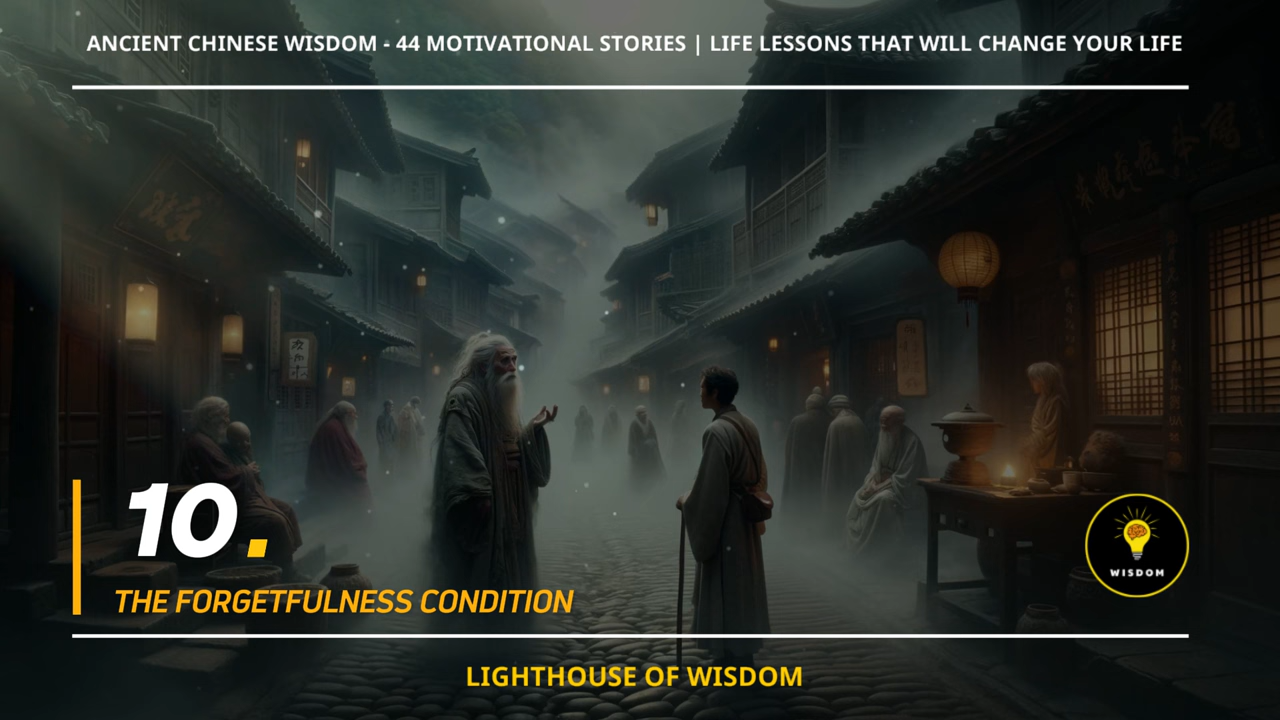 ANCIENT CHINESE WISDOM - 44 MOTIVATIONAL STORIES | LIFE LESSONS THAT WILL CHANGE YOUR LIFE
10.
THE FORGETFULNESS CONDITION
WISDOM
LIGHTHOUSE OF WISDOM